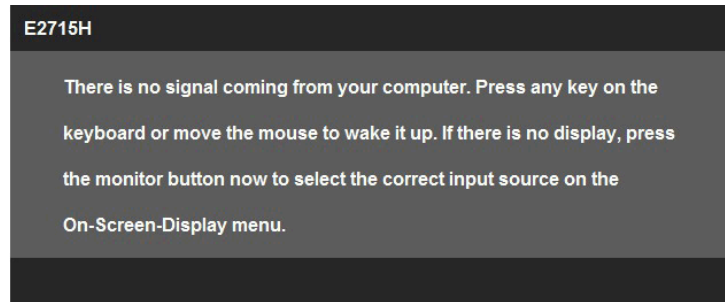 E2715H
There is no signal coming from your computer. Press any key on the
keyboard or move the mouse to wake it up. If there is no display, press
the monitor button now to select the correct input source on the
On-Screen-Display menu.